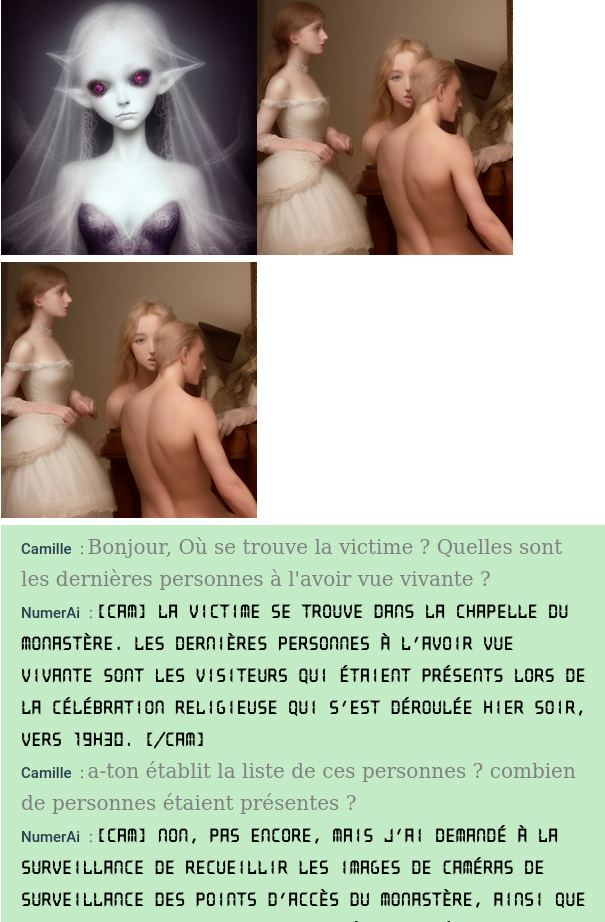 Camille : Bonjour, Où se trouve la victime ? Quelles sont
les dernières personnes à l'avoir vue vivante ?
NumerAi : [CAM] LA VICTIME SE TROUVE DANS LA CHAPELLE DU
MONASTÈRE. LES DERNIÈRES PERSONNES À L'AVOIR VUE
VIVANTE SONT LES VISITEURS QUI ÉTAIENT PRÉSENTS LORS DE
LA CÉLÉBRATION RELIGIEUSE QUI S'EST DÉROULÉE HIER SOIR,
VERS 19H30. [/CAM]
Camille : a-ton établit la liste de ces personnes ? combien
de personnes étaient présentes ?
NumerAi : [CAM] NON, PAS ENCORE, MAIS J'AI DEMANDÉ À LA
SURVEILLANCE DE RECUEILLIR LES IMAGES DE CAMÉRAS DE
SURVEILLANCE DES POINTS D'ACCÈS DU MONASTÈRE, AINSI QUE